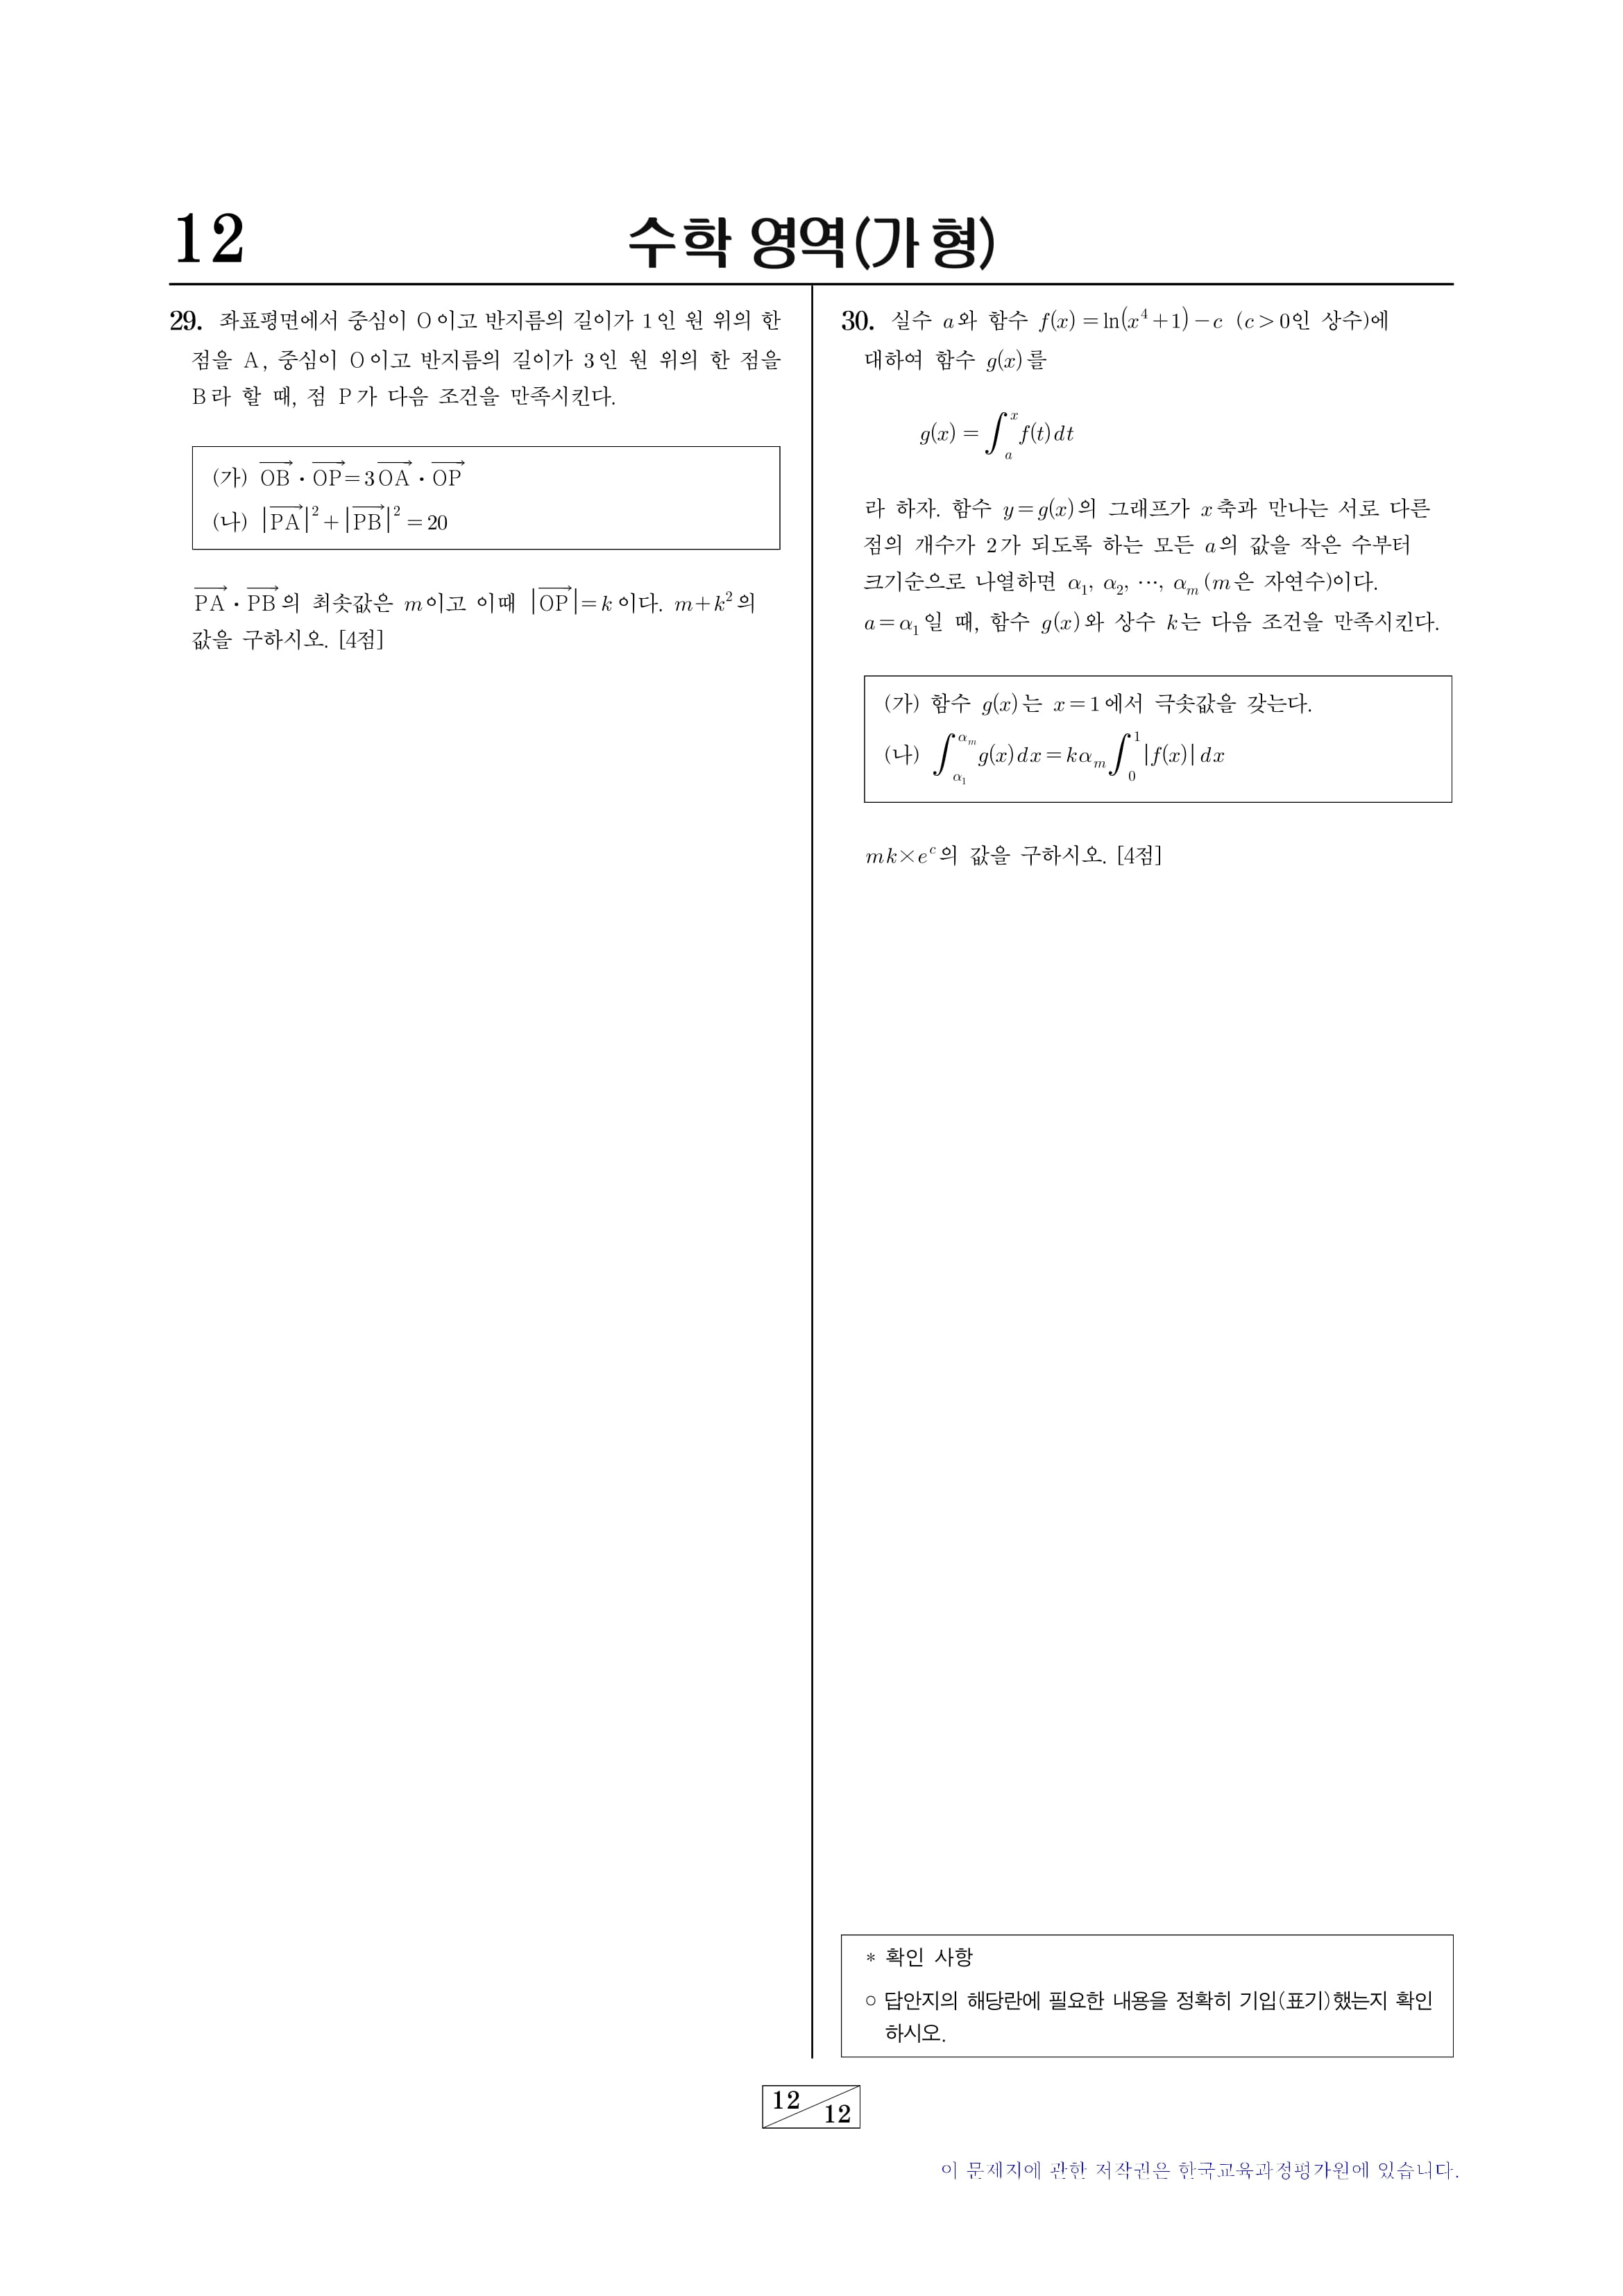 12
수학 영역(가 형)
29. 좌표평면에서 중심이 O이고 반지름의 길이가 1인 원 위의 한
점을 A, 중심이 O이고 반지름의 길이가 3인 원 위의 한 점을
B라 할 때, 점 P가 다음 조건을 만족시킨다.
(가) $\overrightarrow{OB} \cdot \overrightarrow{OP} = 3\overrightarrow{OA} \cdot \overrightarrow{OP}$
(나) $|\overrightarrow{PA}|^2 + |\overrightarrow{PB}|^2 = 20$
$\overrightarrow{PA} \cdot \overrightarrow{PB}$의 최솟값은 $m$이고 이때 $|\overrightarrow{OP}| = k$이다. $m+k^2$의
값을 구하시오. [4점]
30. 실수 $a$와 함수 $f(x) = \ln(x^4+1) - c$ ($c>0$인 상수)에
대하여 함수 $g(x)$를
$g(x) = \int_a^x f(t)dt$
라 하자. 함수 $y=g(x)$의 그래프가 $x$축과 만나는 서로 다른
점의 개수가 2가 되도록 하는 모든 $a$의 값을 작은 수부터
크기순으로 나열하면 $\alpha_1, \alpha_2, \cdots, \alpha_m$ ($m$은 자연수)이다.
$a=\alpha_1$일 때, 함수 $g(x)$와 상수 $k$는 다음 조건을 만족시킨다.
(가) 함수 $g(x)$는 $x=1$에서 극솟값을 갖는다.
(나) $\int_{\alpha_1}^{\alpha_m} g(x)dx = k\alpha_m \int_0^1 |f(x)|dx$
$mk \times e^c$의 값을 구하시오. [4점]
* 확인 사항
○ 답안지의 해당란에 필요한 내용을 정확히 기입(표기)했는지 확인
하시오.
12
12
이 문제지에 관한 저작권은 한국교육과정평가원에 있습니다.